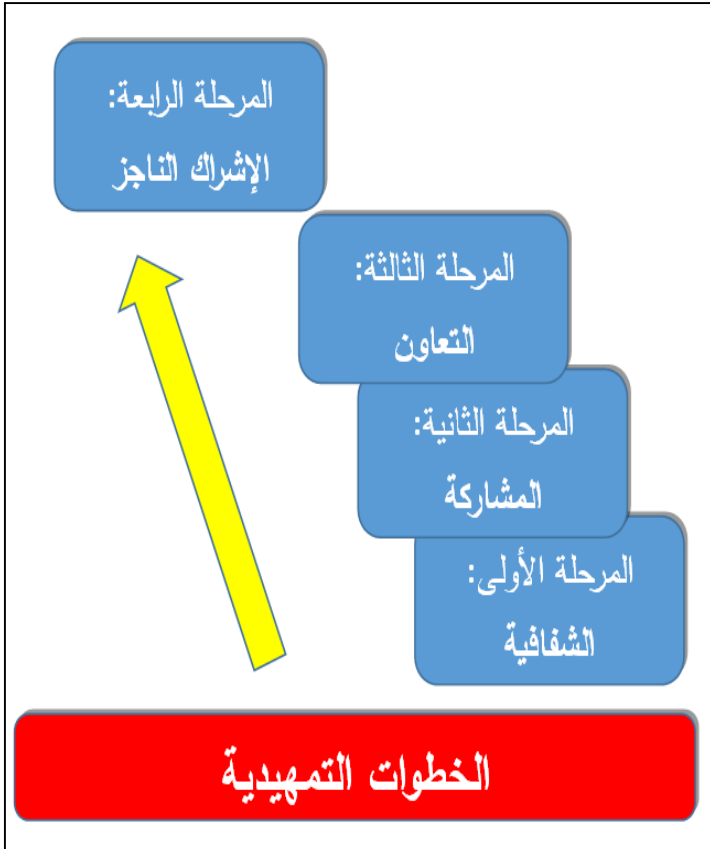 المرحلة الرابعة:
الإشراك الناجز
المرحلة الثالثة:
التعاون
المرحلة الثانية:
المشاركة
المرحلة الأولى:
الشفافية
الخطوات التمهيدية